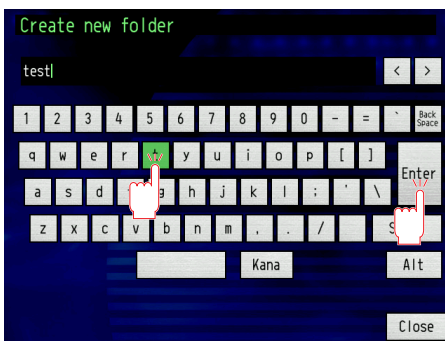 Create new folder
test
< >
1 2 3 4 5 6 7 8 9 0 - = ` Back Space
q w e r t y u i o p [ ]
Enter
a s d g h j k l ; ' \
z x c v b n m , . / S
Kana Alt
Close